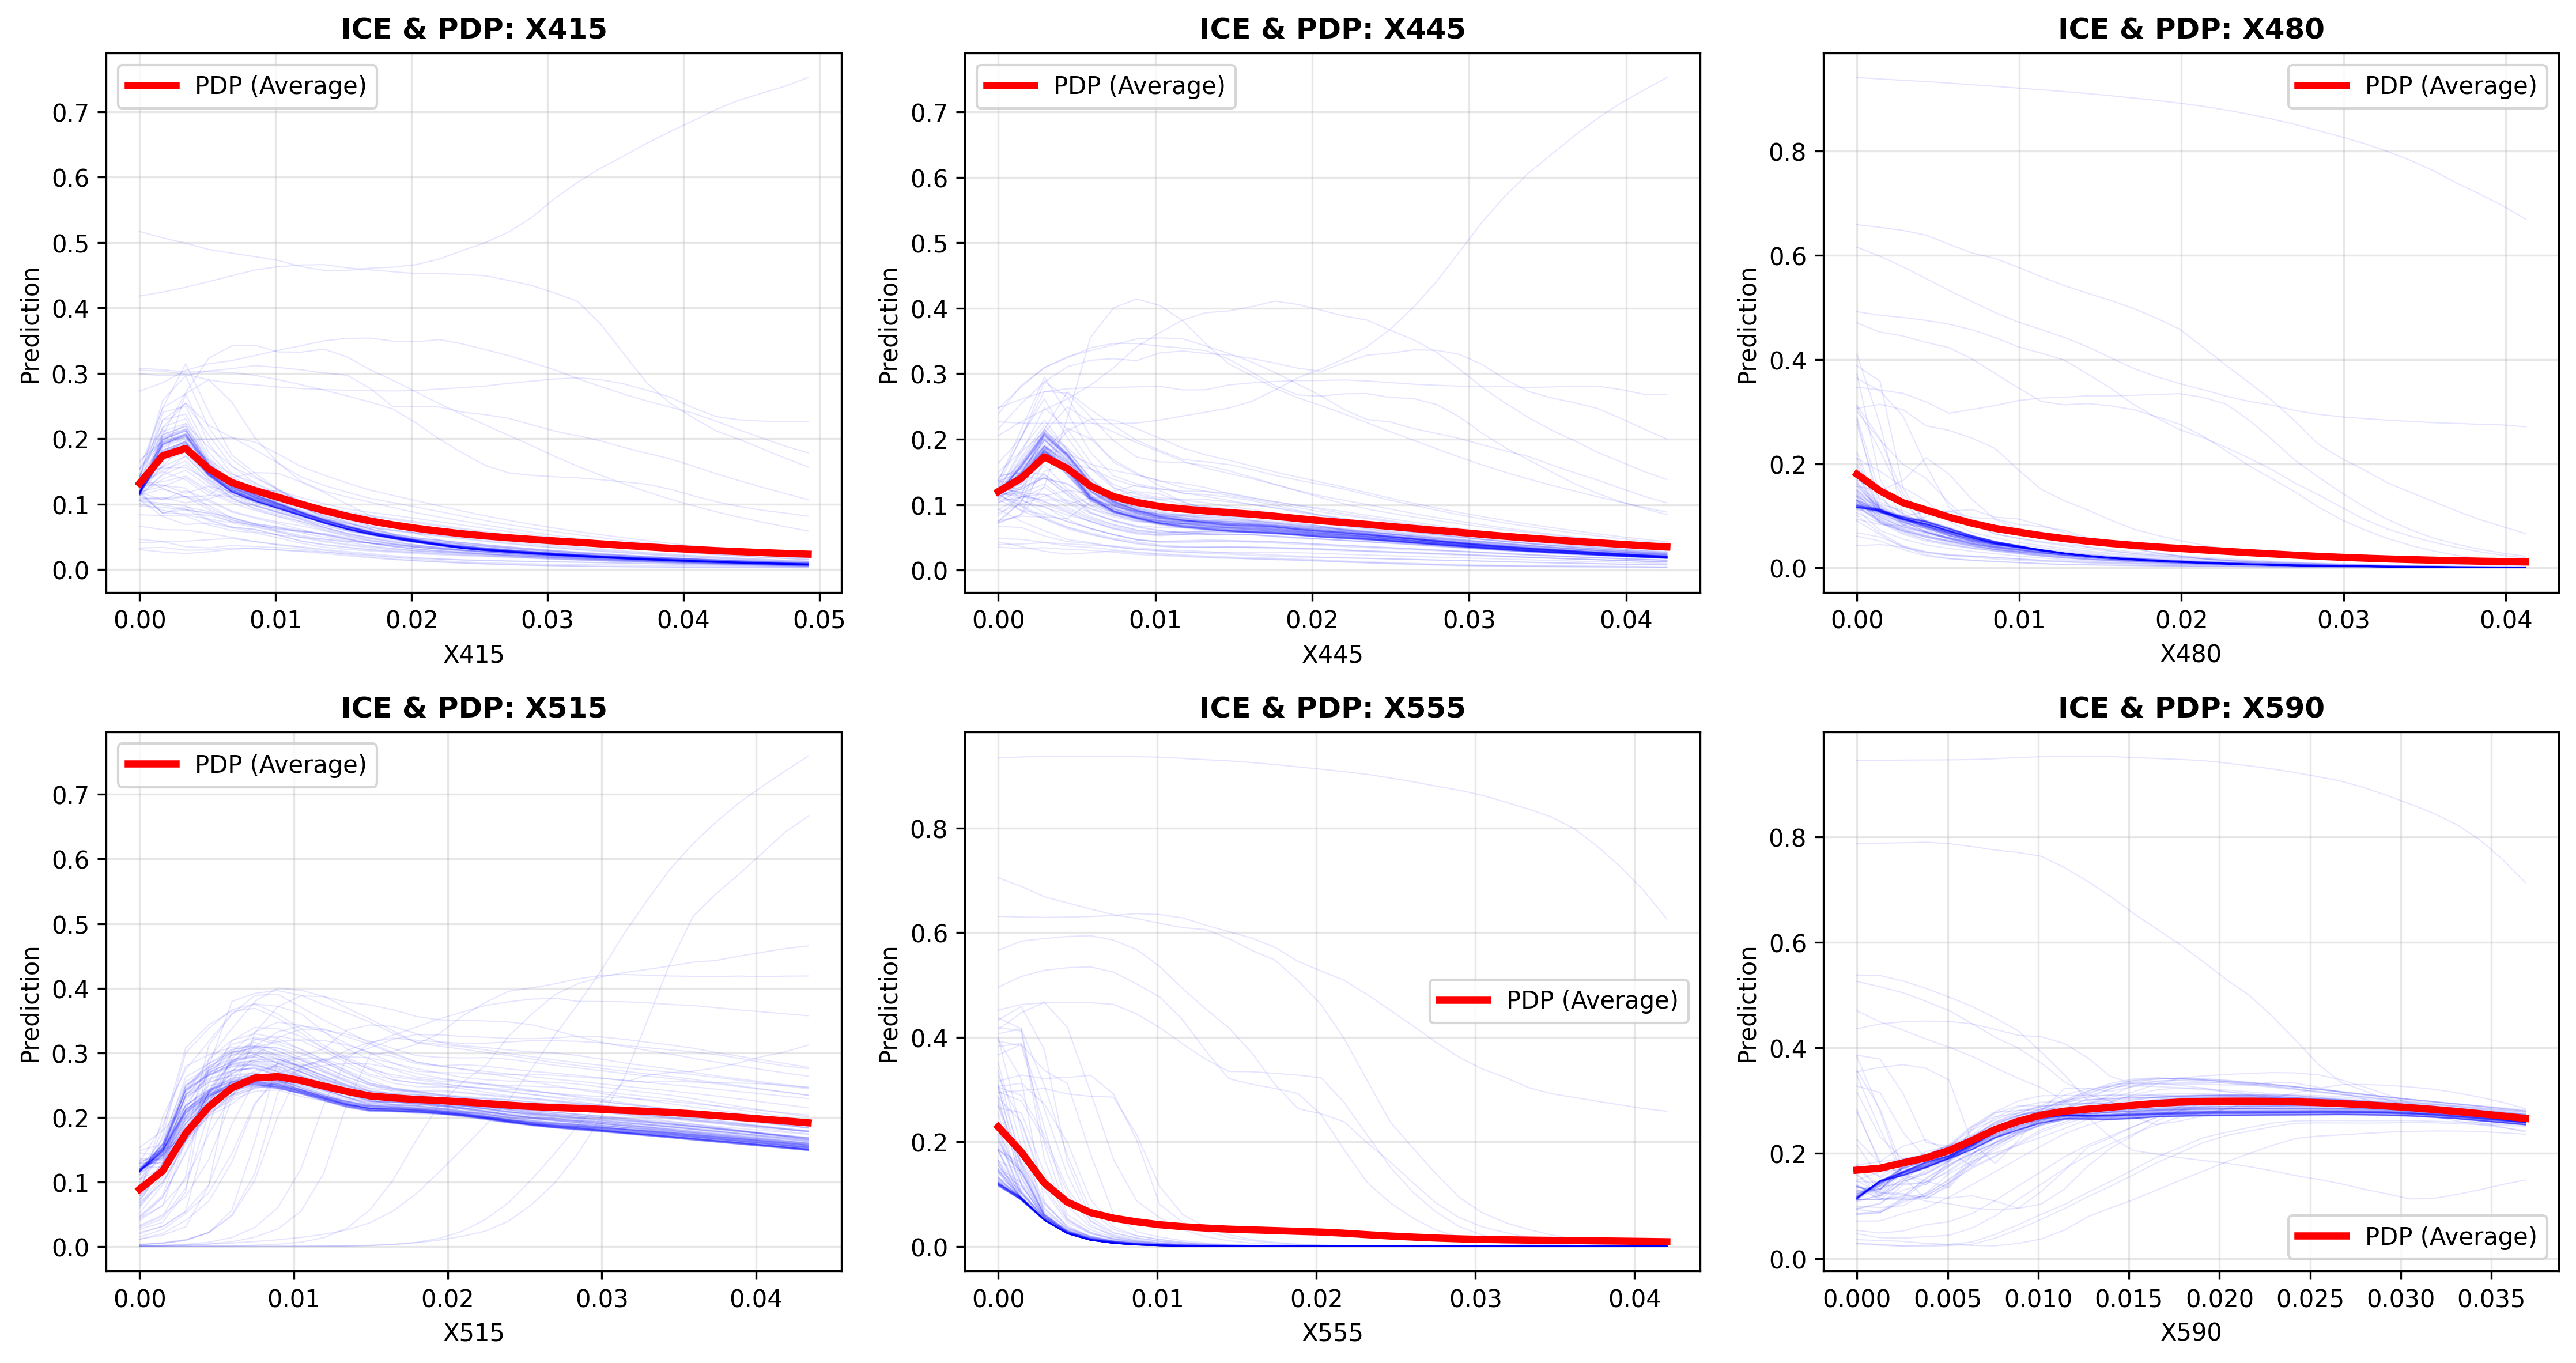 ICE & PDP: X415
PDP (Average)
Prediction
0.7
0.6
0.5
0.4
0.3
0.2
0.1
0.0
0.00 0.01 0.02 0.03 0.04 0.05
X415
ICE & PDP: X445
PDP (Average)
Prediction
0.7
0.6
0.5
0.4
0.3
0.2
0.1
0.0
0.00 0.01 0.02 0.03 0.04
X445
ICE & PDP: X480
PDP (Average)
Prediction
0.8
0.6
0.4
0.2
0.0
0.00 0.01 0.02 0.03 0.04
X480
ICE & PDP: X515
PDP (Average)
Prediction
0.7
0.6
0.5
0.4
0.3
0.2
0.1
0.0
0.00 0.01 0.02 0.03 0.04
X515
ICE & PDP: X555
PDP (Average)
Prediction
0.8
0.6
0.4
0.2
0.0
0.00 0.01 0.02 0.03 0.04
X555
ICE & PDP: X590
PDP (Average)
Prediction
0.8
0.6
0.4
0.2
0.0
0.000 0.005 0.010 0.015 0.020 0.025 0.030 0.035
X590